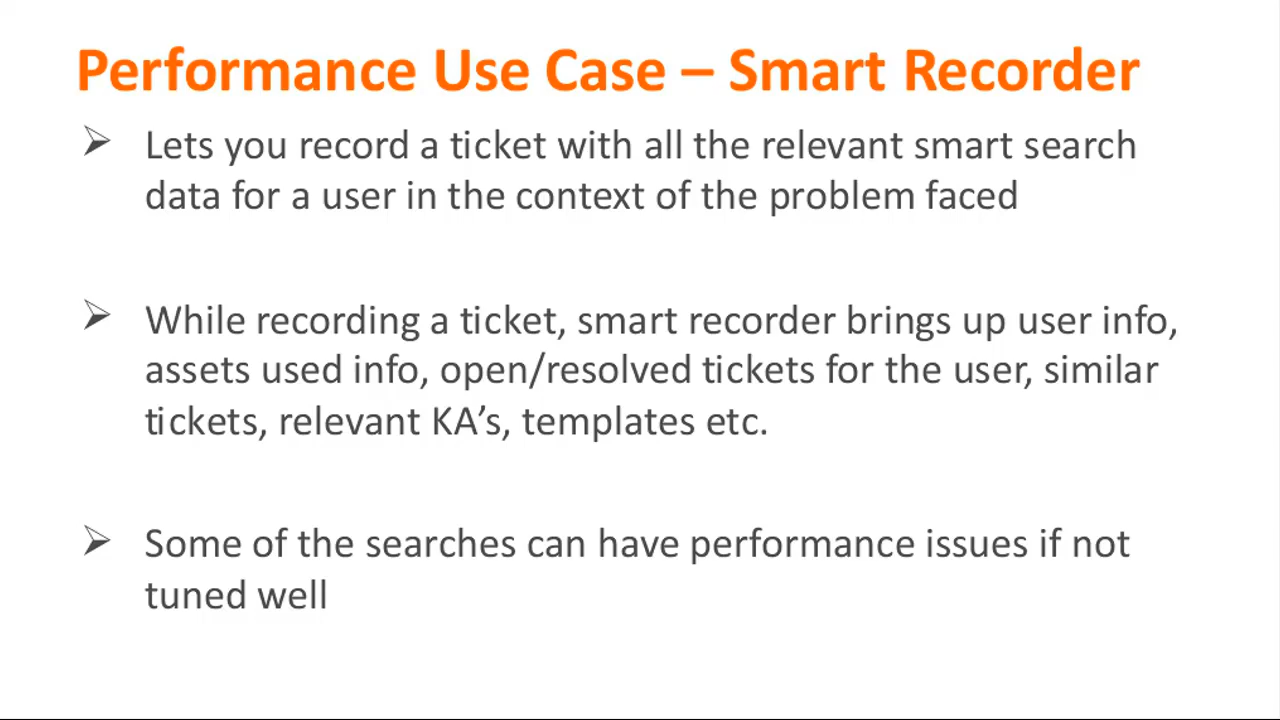 Performance Use Case – Smart Recorder
➢ Lets you record a ticket with all the relevant smart search
data for a user in the context of the problem faced
➢ While recording a ticket, smart recorder brings up user info,
assets used info, open/resolved tickets for the user, similar
tickets, relevant KA’s, templates etc.
➢ Some of the searches can have performance issues if not
tuned well